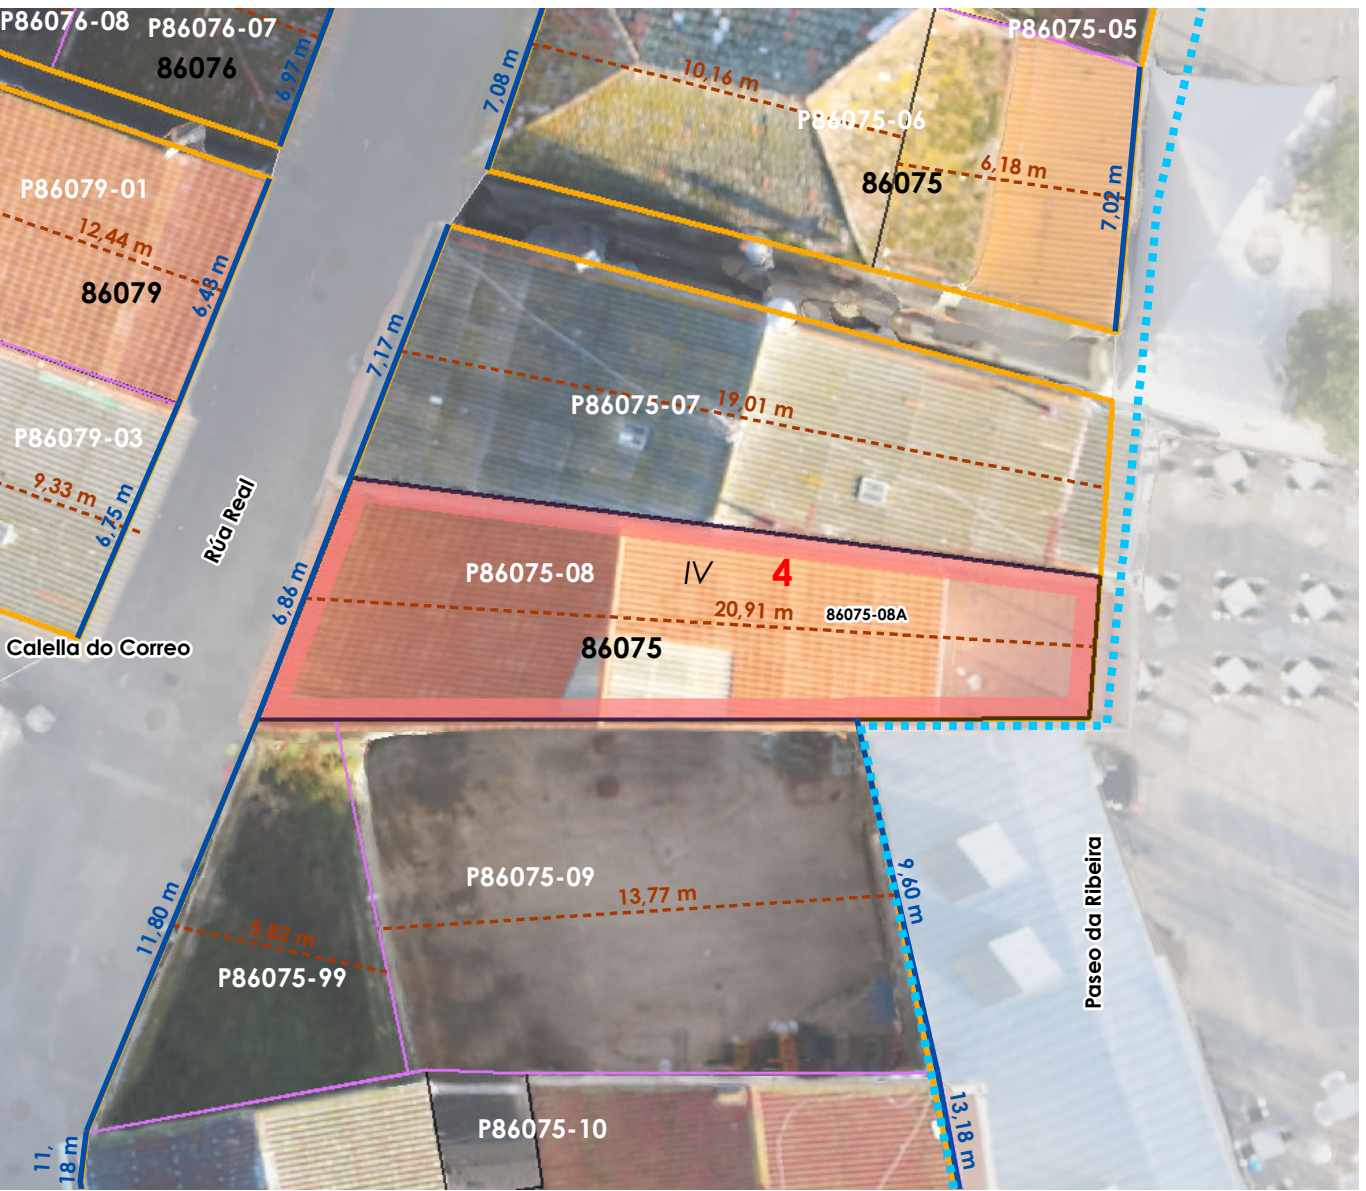 P86076-08
P86076-07
86076
6,97 m
7,08 m
10,16 m
P86075-05
P86075-06
86075
6,18 m
7,02 m
P86079-01
12,44 m
86079
6,48 m
7,17 m
P86075-07
19,01 m
P86079-03
9,33 m
6,75 m
Rúa Real
P86075-08
IV
4
20,91 m
86075-08A
86075
6,86 m
Calella do Correo
P86075-09
13,77 m
9,60 m
Paseo da Ribeira
11,80 m
5,82 m
P86075-99
P86075-10
13,18 m
11,
18 m